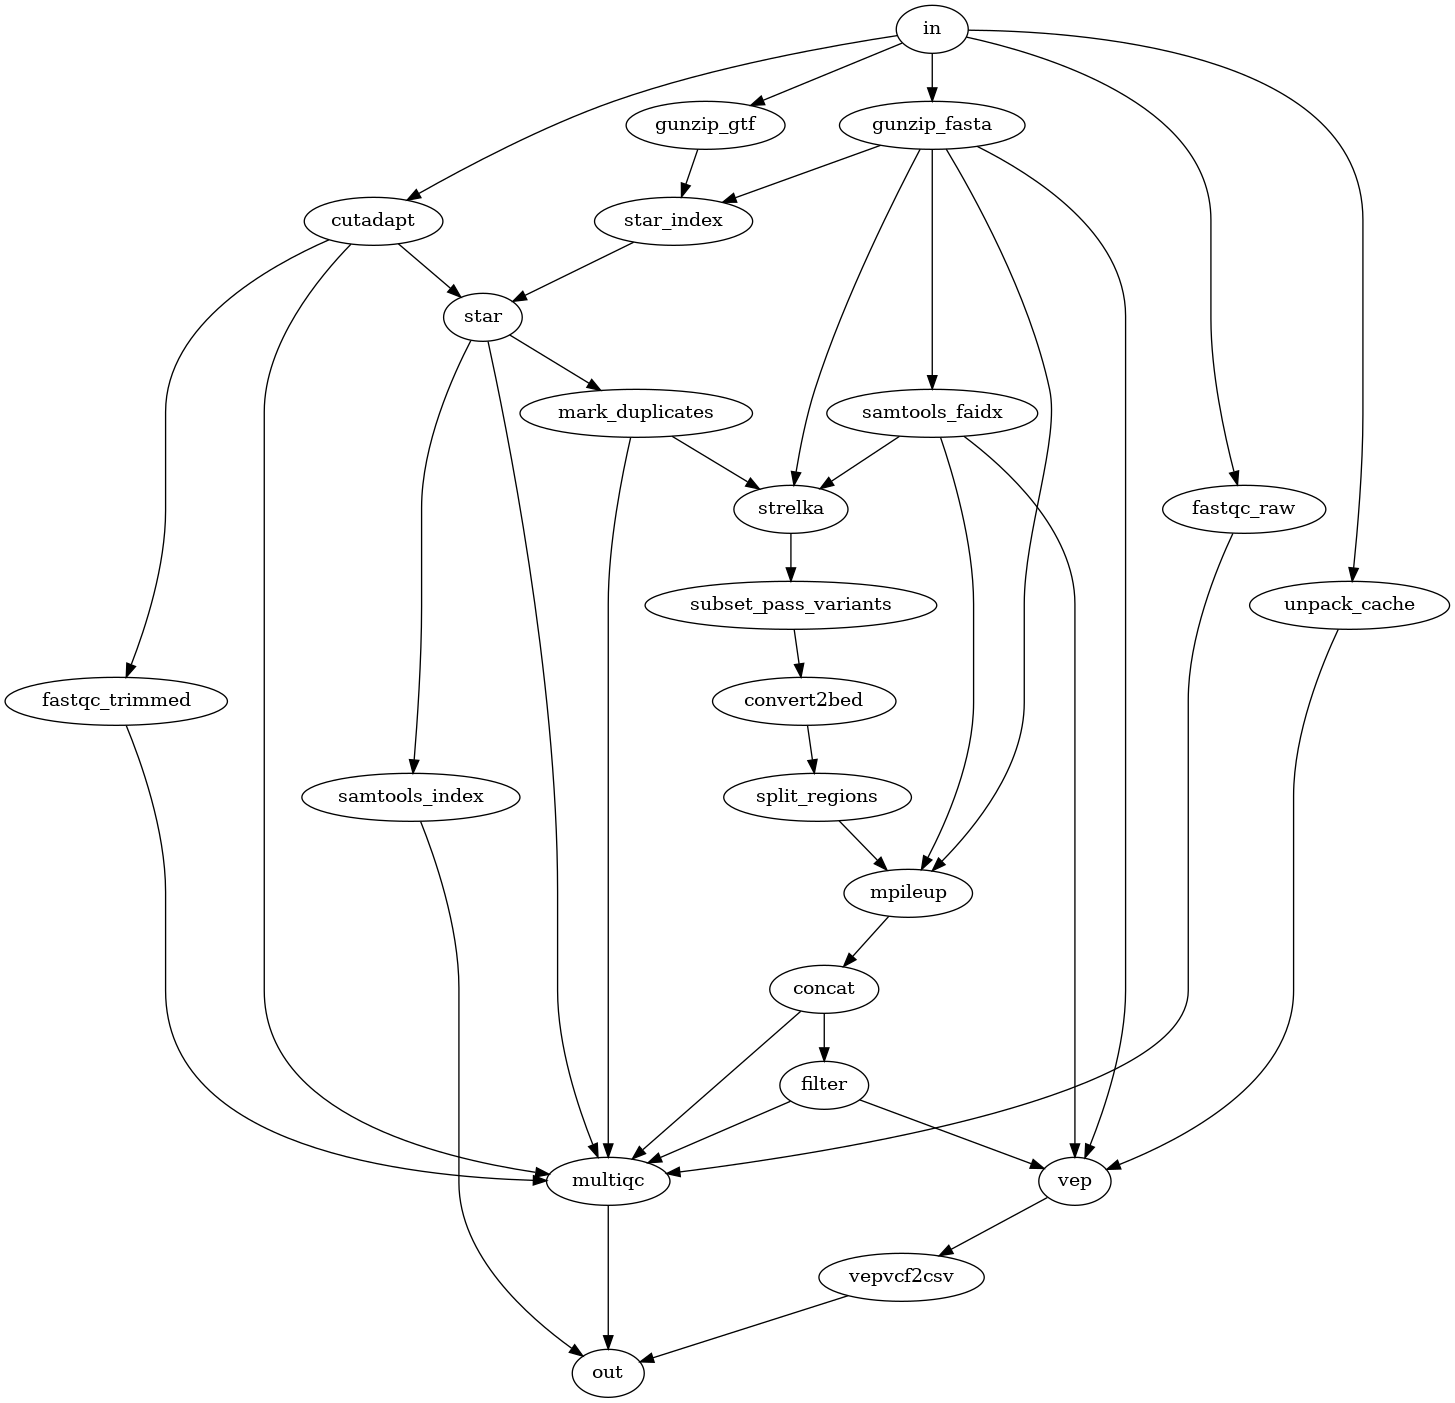 in
gunzip_gtf
gunzip_fasta
cutadapt
star_index
star
mark_duplicates
samtools_faidx
strelka
fastqc_raw
subset_pass_variants
unpack_cache
fastqc_trimmed
convert2bed
samtools_index
split_regions
mpileup
concat
filter
multiqc
vep
vepvcf2csv
out